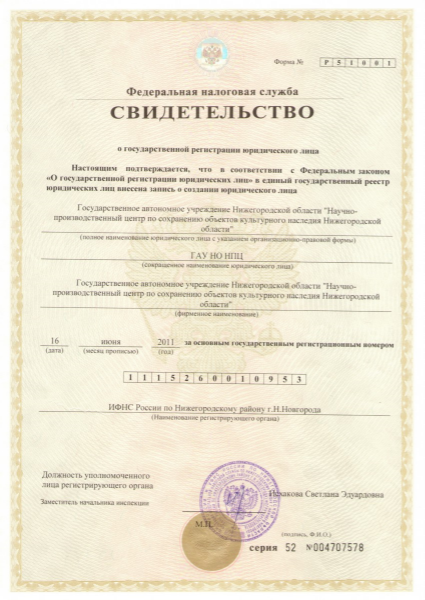 Форма № Р 5 1 0 0 1
Федеральная налоговая служба
СВИДЕТЕЛЬСТВО
о государственной регистрации юридического лица
Настоящим подтверждается, что в соответствии с Федеральным законом
«О государственной регистрации юридических лиц» в единый государственный реестр
юридических лиц внесена запись о создании юридического лица
Государственное автономное учреждение Нижегородской области "Научно-
производственный центр по сохранению объектов культурного наследия Нижегородской
области"
(полное наименование юридического лица с указанием организационно-правовой формы)
ГАУ НО НПЦ
(сокращенное наименование юридического лица)
Государственное автономное учреждение Нижегородской области "Научно-
производственный центр по сохранению объектов культурного наследия Нижегородской
области"
(фирменное наименование)
16 июня 2011 за основным государственным регистрационным номером
(дата) (месяц прописью) (год)
1 1 1 5 2 6 0 0 1 0 9 5 3
ИФНС России по Нижегородскому району г.Н.Новгорода
(Наименование регистрирующего органа)
Должность уполномоченного
лица регистрирующего органа
Заместитель начальника инспекции
Светлана Эдуардовна
М.П.
(подпись, Ф.И.О.)
серия 52 №004707578